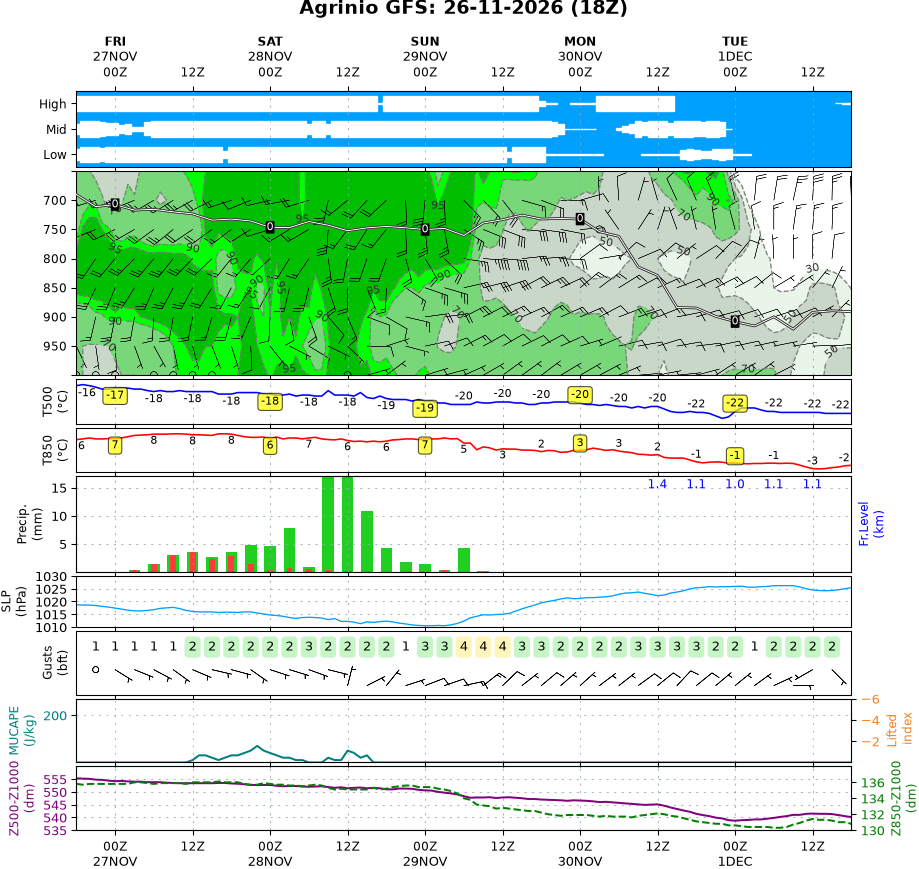 Agrinio GFS: 26-11-2026 (18Z)
FRI SAT SUN MON TUE
27NOV 28NOV 29NOV 30NOV 1DEC
00Z 12Z 00Z 12Z 00Z 12Z 00Z 12Z 00Z 12Z
High
Mid
Low
700
750
800
850
900
950
0 0 0 0 0
95 95 90 90 95 95 95 90 95 90 90 90 95 70 70 50 50 70 90 30 50 50 70
T500
(°C)
-16 -17 -18 -18 -18 -18 -18 -18 -19 -19 -20 -20 -20 -20 -20 -20 -22 -22 -22 -22
T850
(°C)
6 7 8 8 8 6 7 6 6 7 5 3 2 3 3 2 -1 -1 -1 -3 -2
Precip.
(mm)
15
10
5
1.4 1.1 1.0 1.1 1.1
Fr.Level
(km)
SLP
(hPa)
1030
1025
1020
1015
1010
Gusts
(bft)
1 1 1 1 1 2 2 2 2 2 2 2 2 2 2 2 1 3 3 4 4 4 3 3 2 2 2 2 3 3 3 3 2 2 1 2 2 2 2
MUCAPE
(J/kg)
200
−6
−4
−2
Lifted
index
Z500-Z1000
(dm)
555
550
545
540
535
136
134
132
130
Z850-Z1000
(dm)
00Z 12Z 00Z 12Z 00Z 12Z 00Z 12Z 00Z 12Z
27NOV 28NOV 29NOV 30NOV 1DEC